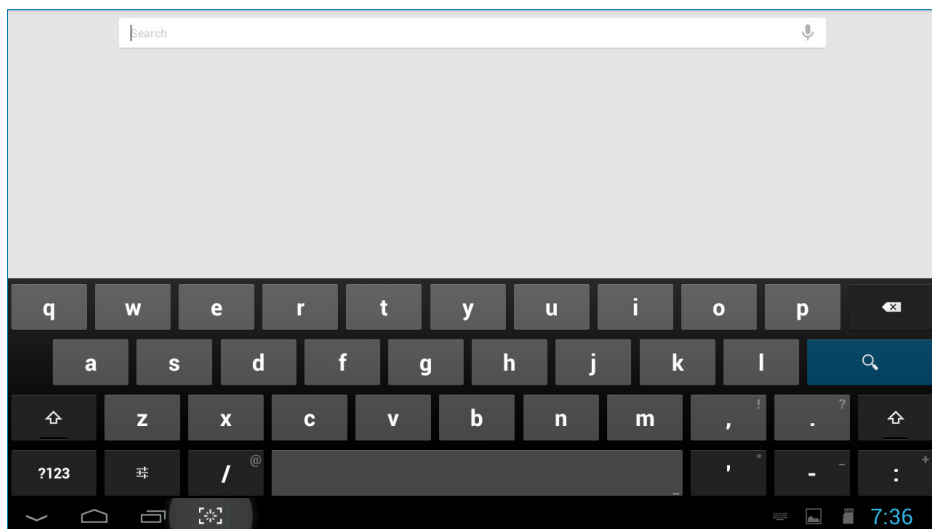 Search
q w e r t y u i o p
a s d f g h j k l
z x c v b n m , ! . ?
?123 / @ ... ' " - _ : +
7:36